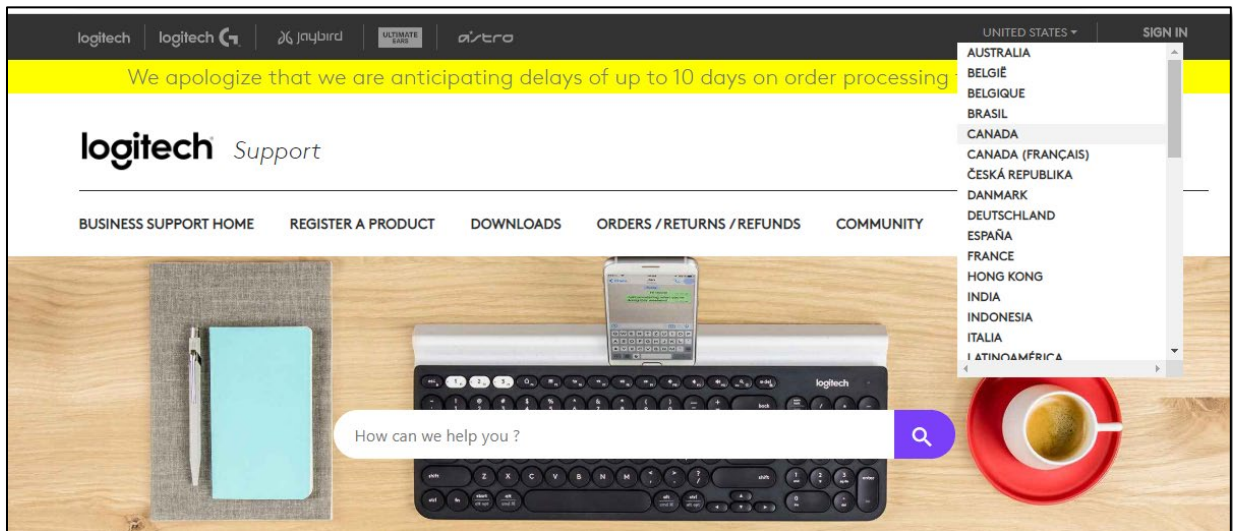 logitech logitech G jaybird ULTIMATE EARS astro UNITED STATES SIGN IN
We apologize that we are anticipating delays of up to 10 days on order processing
logitech Support
BUSINESS SUPPORT HOME REGISTER A PRODUCT DOWNLOADS ORDERS / RETURNS / REFUNDS COMMUNITY
AUSTRALIA
BELGIË
BELGIQUE
BRASIL
CANADA
CANADA (FRANÇAIS)
ČESKÁ REPUBLIKA
DANMARK
DEUTSCHLAND
ESPAÑA
FRANCE
HONG KONG
INDIA
INDONESIA
ITALIA
LATINOAMÉRICA
logitech
How can we help you ?
shift Z X C V B N M shift